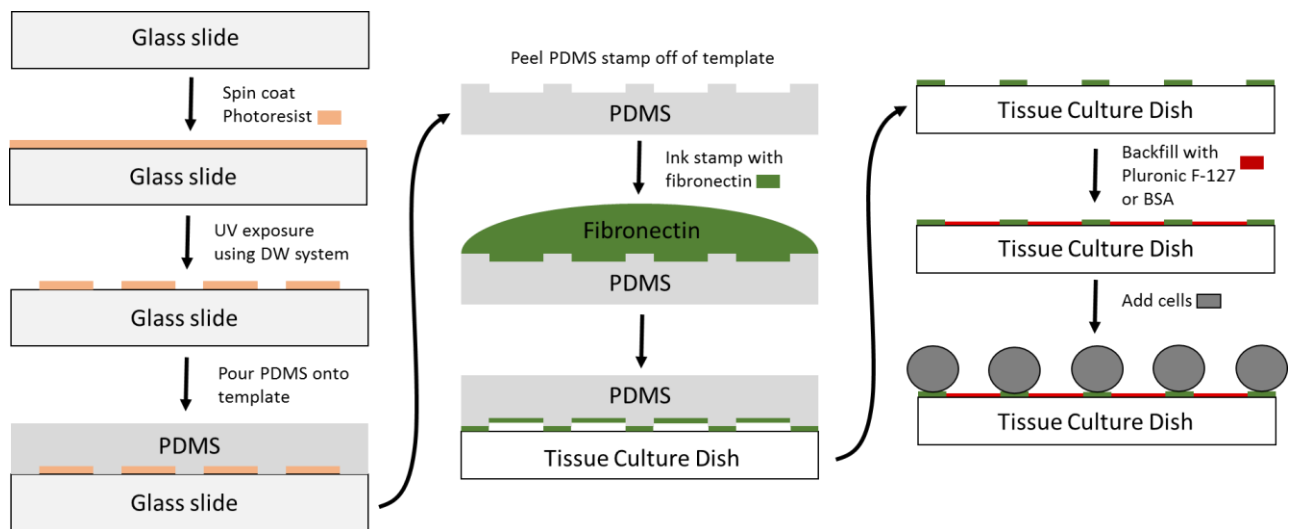 Glass slide
Spin coat
Photoresist
Glass slide
UV exposure
using DW system
Glass slide
Pour PDMS onto
template
PDMS
Glass slide
Peel PDMS stamp off of template
PDMS
Ink stamp with
fibronectin
Fibronectin
PDMS
PDMS
Tissue Culture Dish
Tissue Culture Dish
Backfill with
Pluronic F-127
or BSA
Tissue Culture Dish
Add cells
Tissue Culture Dish